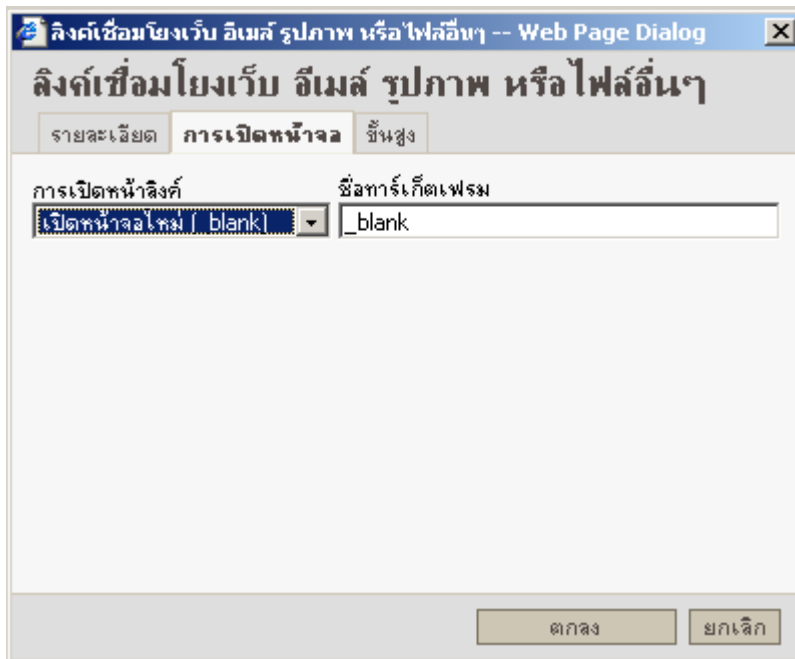 ลิงค์เชื่อมโยงเว็บ อีเมล์ รูปภาพ หรือไฟล์อื่นๆ -- Web Page Dialog
ลิงค์เชื่อมโยงเว็บ อีเมล์ รูปภาพ หรือไฟล์อื่นๆ
รายละเอียด การเปิดหน้าจอ ขั้นสูง
การเปิดหน้าลิงค์ ชื่อทาร์เก็ตเฟรม
เปิดหน้าจอใหม่ (_blank) _blank
ตกลง ยกเลิก